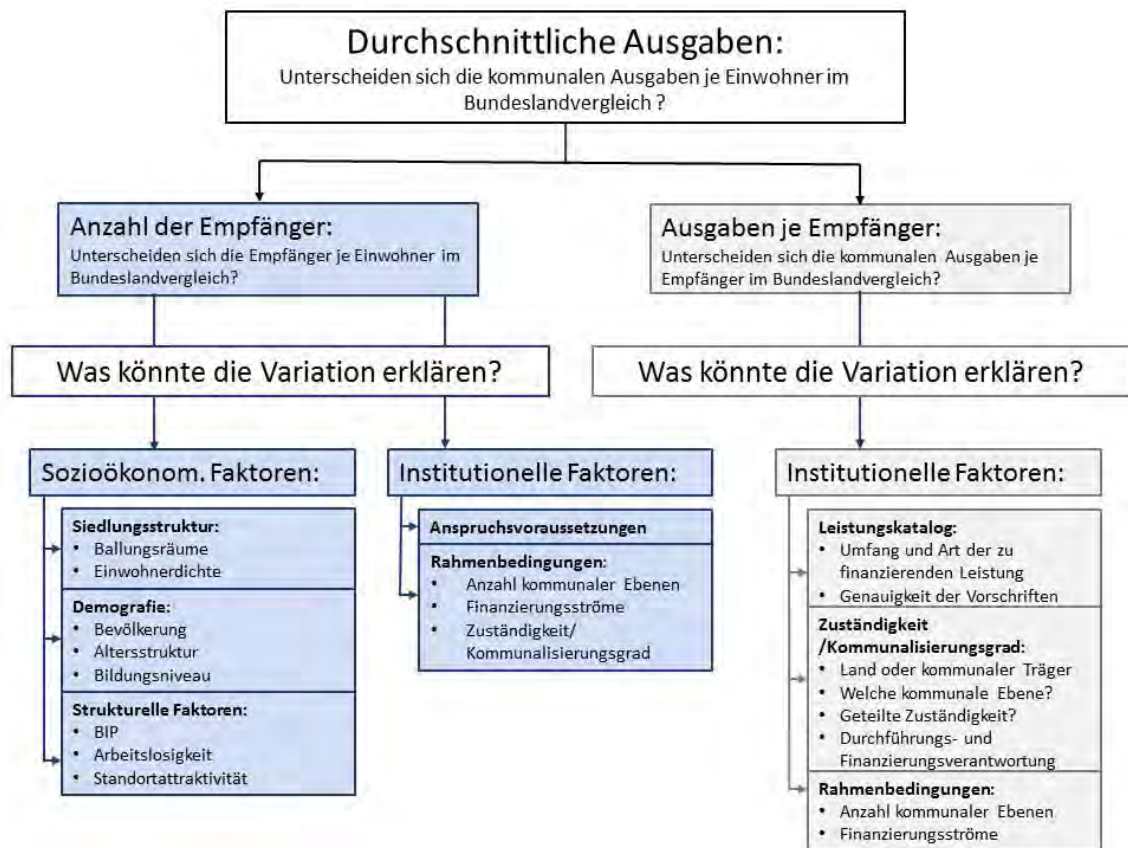 Durchschnittliche Ausgaben:
Unterscheiden sich die kommunalen Ausgaben je Einwohner im
Bundeslandvergleich ?
Anzahl der Empfänger:
Unterscheiden sich die Empfänger je Einwohner im
Bundeslandvergleich?
Ausgaben je Empfänger:
Unterscheiden sich die kommunalen Ausgaben je
Empfänger im Bundeslandvergleich?
Was könnte die Variation erklären?
Was könnte die Variation erklären?
Sozioökonom. Faktoren:
Siedlungsstruktur:
• Ballungsräume
• Einwohnerdichte
Demografie:
• Bevölkerung
• Altersstruktur
• Bildungsniveau
Strukturelle Faktoren:
• BIP
• Arbeitslosigkeit
• Standortattraktivität
Institutionelle Faktoren:
Anspruchsvoraussetzungen
Rahmenbedingungen:
• Anzahl kommunaler Ebenen
• Finanzierungsströme
• Zuständigkeit/
Kommunalisierungsgrad
Institutionelle Faktoren:
Leistungskatalog:
• Umfang und Art der zu
finanzierenden Leistung
• Genauigkeit der Vorschriften
Zuständigkeit
/Kommunalisierungsgrad:
• Land oder kommunaler Träger
• Welche kommunale Ebene?
• Geteilte Zuständigkeit?
• Durchführungs- und
Finanzierungsverantwortung
Rahmenbedingungen:
• Anzahl kommunaler Ebenen
• Finanzierungsströme